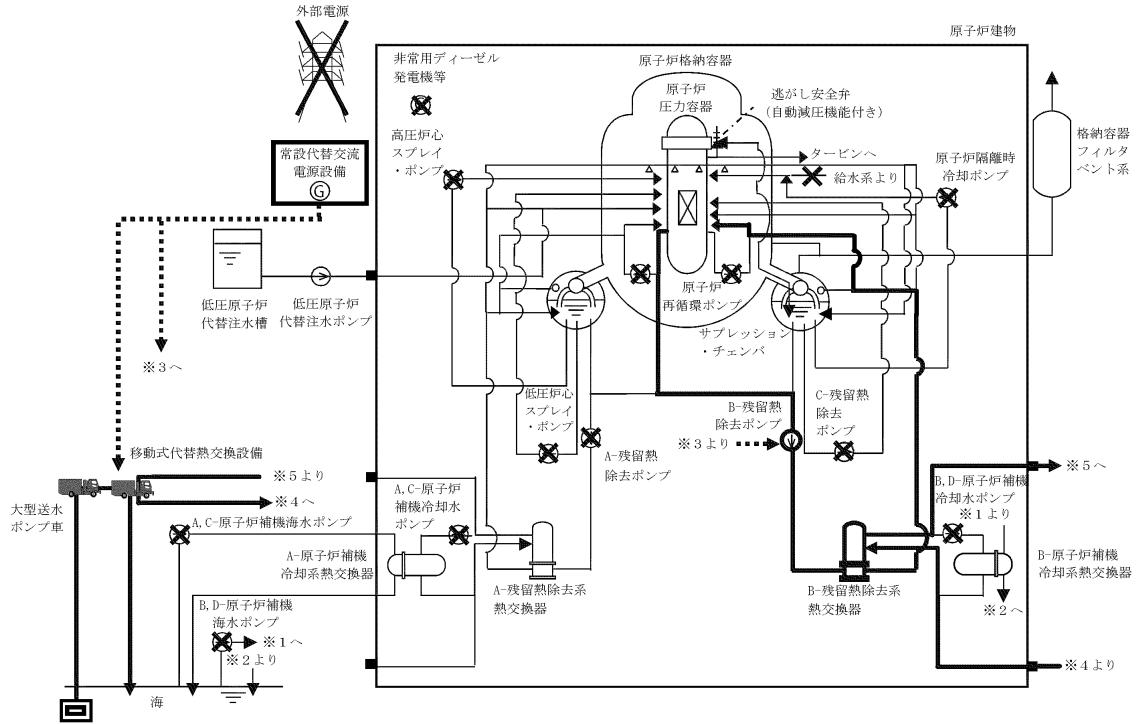 外部電源
原子炉建物
非常用ディーゼル
発電機等
原子炉格納容器
原子炉
圧力容器
逃がし安全弁
(自動減圧機能付き)
高圧炉心
スプレイ
・ポンプ
タービンへ
給水系より
原子炉隔離時
冷却ポンプ
格納容器
フィルタ
ベント系
常設代替交流
電源設備
G
低圧原子炉
代替注水槽
低圧原子炉
代替注水ポンプ
原子炉
再循環ポンプ
サプレッション
・チェンバ
※3へ
低圧炉心
スプレイ
・ポンプ
A-残留熱
除去ポンプ
B-残留熱
除去ポンプ
※3より
C-残留熱
除去
ポンプ
移動式代替熱交換設備
※5より
※4へ
大型送水
ポンプ車
A,C-原子炉補機海水ポンプ
A,C-原子炉
補機冷却水
ポンプ
A-原子炉補機
冷却系熱交換器
A-残留熱除去系
熱交換器
B-残留熱除去系
熱交換器
※5へ
B,D-原子炉補機
冷却水ポンプ
※1より
B-原子炉補機
冷却系熱交換器
※2へ
※4より
B,D-原子炉補機
海水ポンプ
※1へ
※2より
海